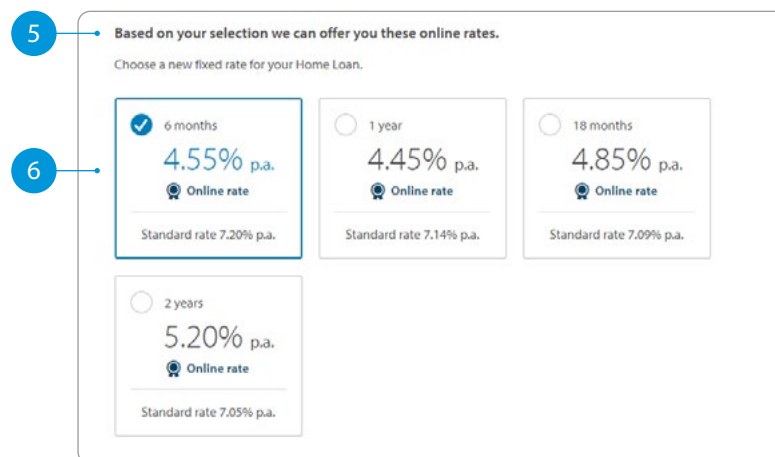 5
Based on your selection we can offer you these online rates.
Choose a new fixed rate for your Home Loan.
6
6 months
4.55% p.a.
Online rate
Standard rate 7.20% p.a.
1 year
4.45% p.a.
Online rate
Standard rate 7.14% p.a.
18 months
4.85% p.a.
Online rate
Standard rate 7.09% p.a.
2 years
5.20% p.a.
Online rate
Standard rate 7.05% p.a.